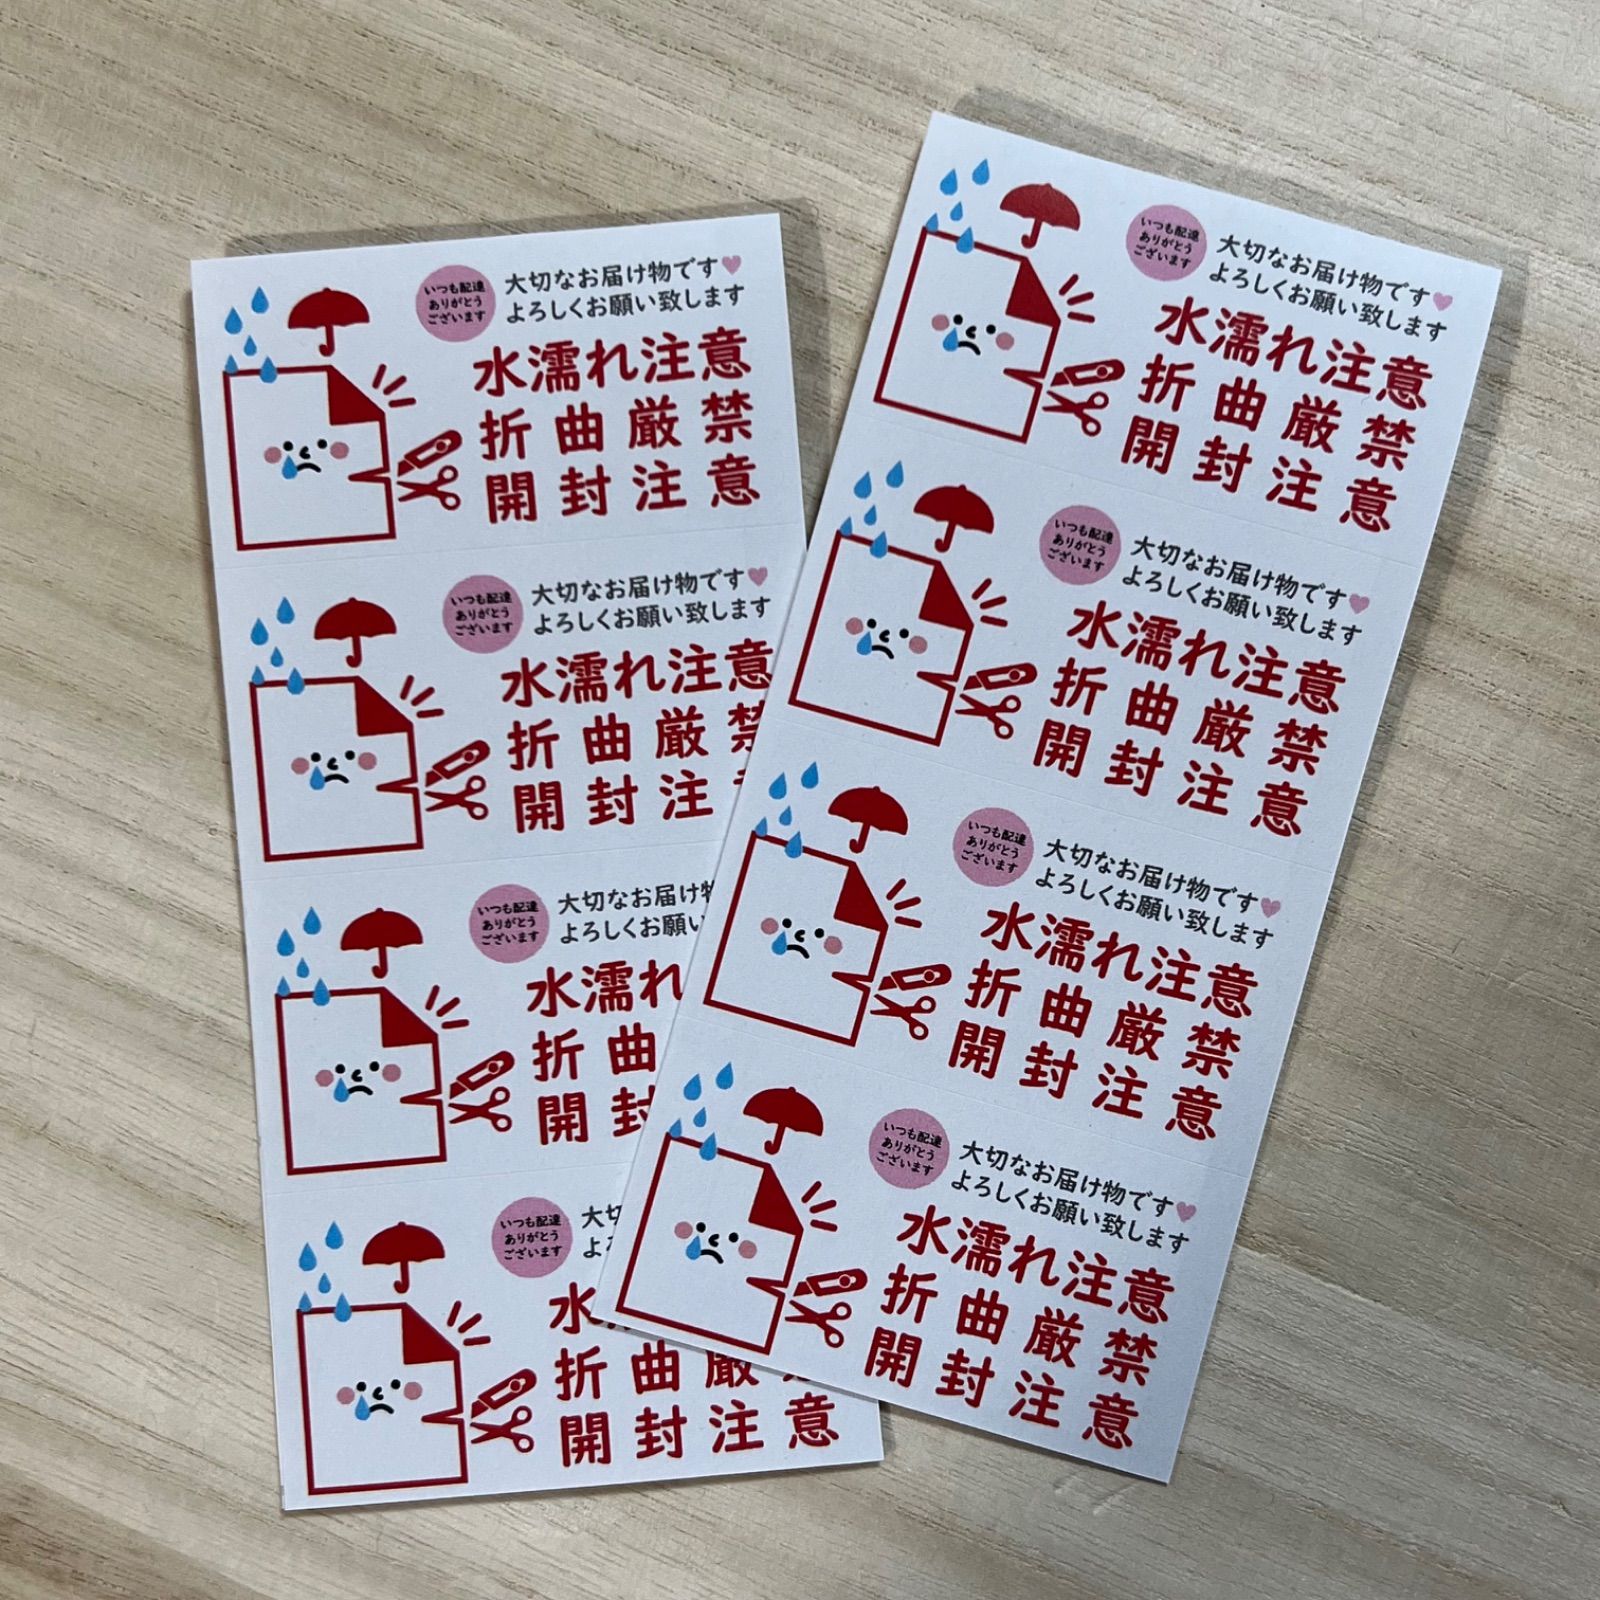 いつも配達
ありがとう
ございます
大切なお届け物です♥
よろしくお願い致します
水濡れ注意
折曲厳禁
開封注意
いつも配達
ありがとう
ございます
大切なお届け物です♥
よろしくお願い致します
水濡れ注意
折曲厳
開封注
いつも配達
ありがとう
ございます
大切なお届け
よろしくお願い
水濡れ
折曲
開封
いつも配達
ありがとう
ございます
大切
よ
水
折曲厳
開封注意
いつも配達
ありがとう
ございます
大切なお届け物です♥
よろしくお願い致します
水濡れ注意
折曲厳禁
開封注意
いつも配達
ありがとう
ございます
大切なお届け物です♥
よろしくお願い致します
水濡れ注意
折曲厳禁
開封注意
いつも配達
ありがとう
ございます
大切なお届け物です♥
よろしくお願い致します
水濡れ注意
折曲厳禁
開封注意
いつも配達
ありがとう
ございます
大切なお届け物です♥
よろしくお願い致します
水濡れ注意
折曲厳禁
開封注意